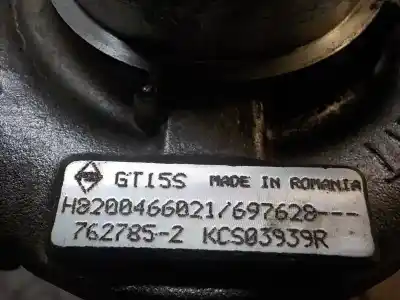 GT15S MADE IN ROMANIA
H8200466021/697628---
762785-2 KCS03939R